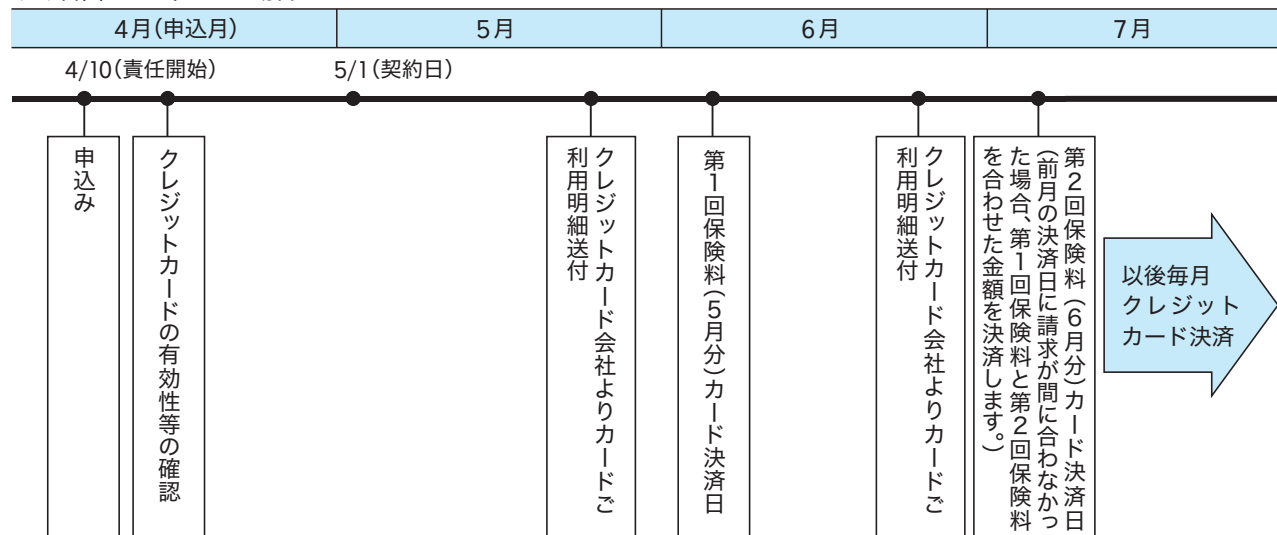 4月（申込月）
5月
6月
7月
4/10（責任開始）
5/1（契約日）
申込み
クレジットカードの有効性等の確認
クレジットカード会社よりカードご
利用明細送付
第1回保険料（5月分）カード決済日
クレジットカード会社よりカードご
利用明細送付
第2回保険料（6月分）カード決済日
（前月の決済日に請求が間に合わなかっ
た場合、第1回保険料と第2回保険料
を合わせた金額を決済します。）
以後毎月
クレジット
カード決済